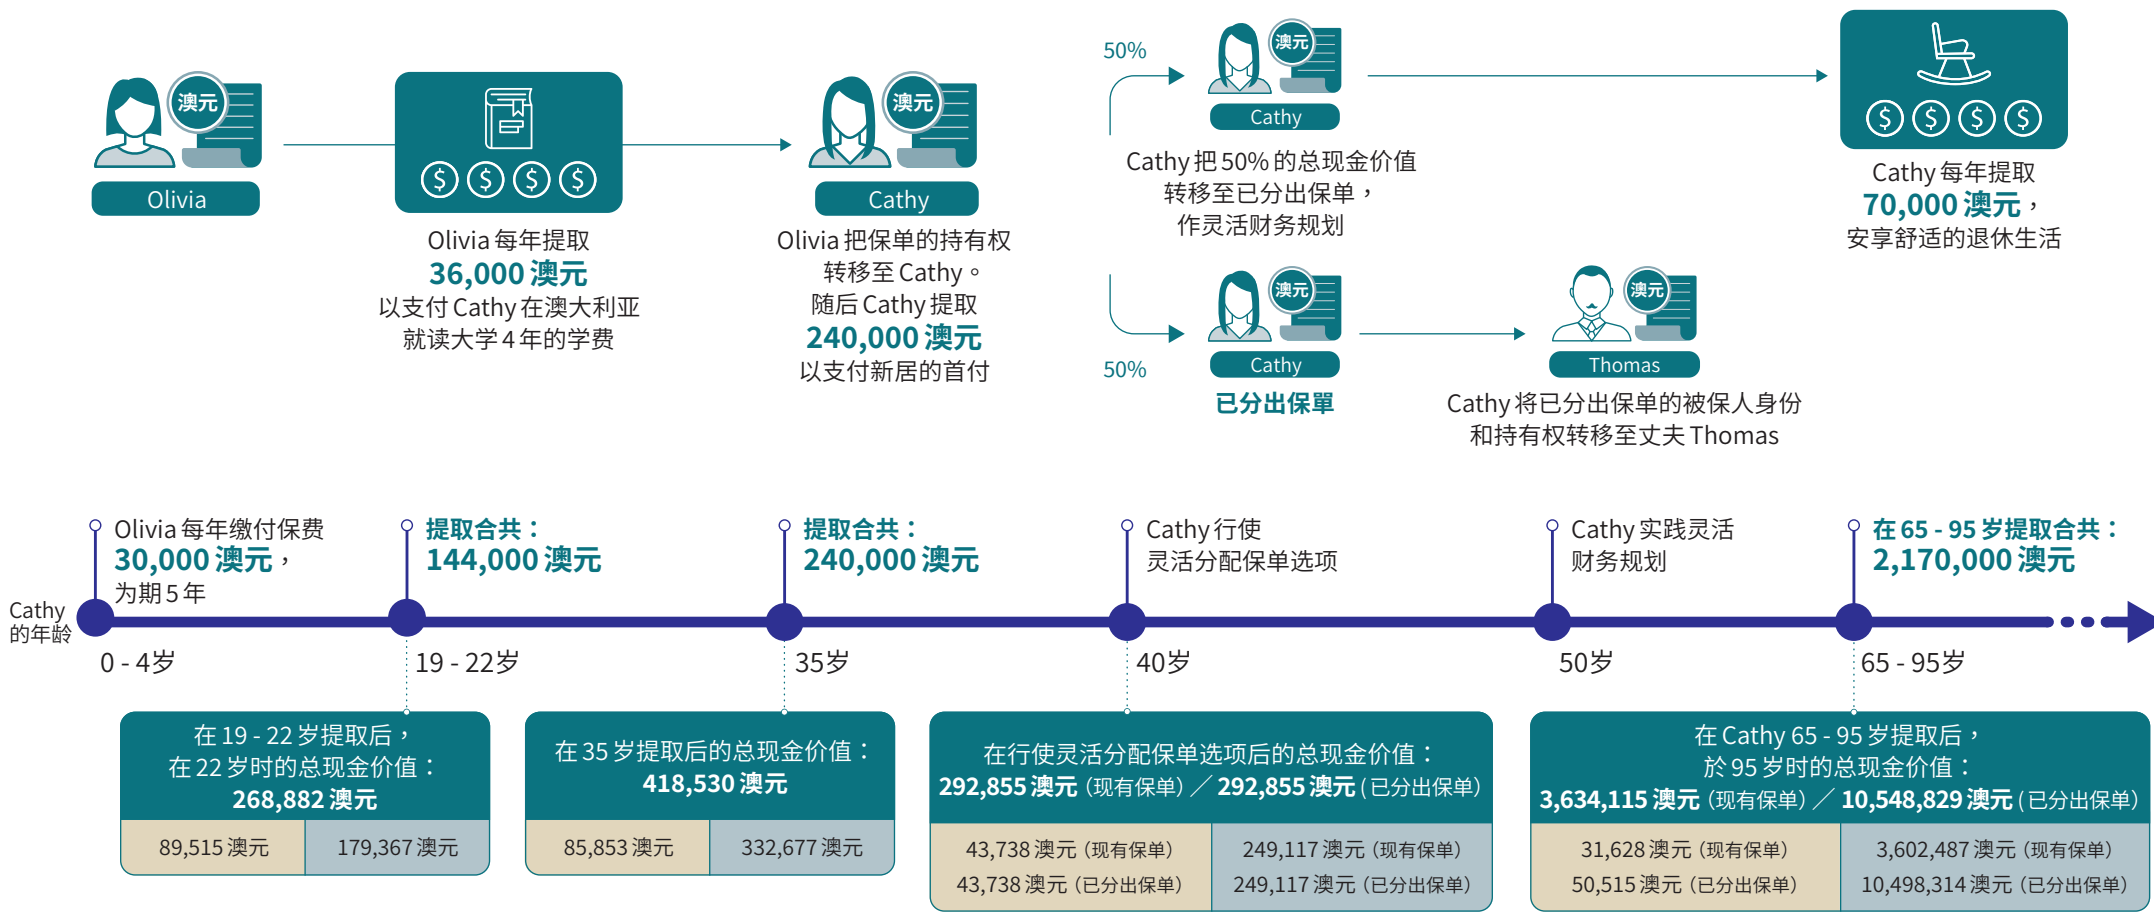 澳元
Olivia
Olivia 每年提取
36,000 澳元
以支付 Cathy 在澳大利亚
就读大学 4 年的学费
澳元
Cathy
Olivia 把保单的持有权
转移至 Cathy。
随后 Cathy 提取
240,000 澳元
以支付新居的首付
50%
澳元
Cathy
Cathy 把 50% 的总现金价值
转移至已分出保单，
作灵活财务规划
Cathy 每年提取
70,000 澳元，
安享舒适的退休生活
50%
澳元
Cathy
已分出保單
澳元
Thomas
Cathy 将已分出保单的被保人身份
和持有权转移至丈夫 Thomas
Olivia 每年缴付保费
30,000 澳元，
为期 5 年
提取合共：
144,000 澳元
提取合共：
240,000 澳元
Cathy 行使
灵活分配保单选项
Cathy 实践灵活
财务规划
在 65 - 95 岁提取合共：
2,170,000 澳元
Cathy
的年龄
0 - 4岁
19 - 22岁
35岁
40岁
50岁
65 - 95岁
在 19 - 22 岁提取后，
在 22 岁时的总现金价值：
268,882 澳元
89,515 澳元
179,367 澳元
在 35 岁提取后的总现金价值：
418,530 澳元
85,853 澳元
332,677 澳元
在行使灵活分配保单选项后的总现金价值：
292,855 澳元（现有保单）／ 292,855 澳元（已分出保单）
43,738 澳元（现有保单）
43,738 澳元（已分出保单）
249,117 澳元（现有保单）
249,117 澳元（已分出保单）
在 Cathy 65 - 95 岁提取后，
於 95 岁时的总现金价值：
3,634,115 澳元（现有保单）／ 10,548,829 澳元（已分出保单）
31,628 澳元（现有保单）
50,515 澳元（已分出保单）
3,602,487 澳元（现有保单）
10,498,314 澳元（已分出保单）